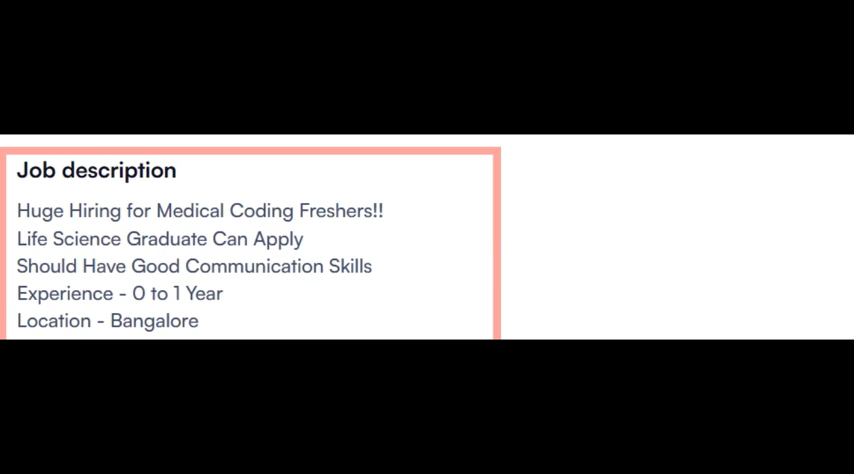 Job description
Huge Hiring for Medical Coding Freshers!!
Life Science Graduate Can Apply
Should Have Good Communication Skills
Experience - 0 to 1 Year
Location - Bangalore